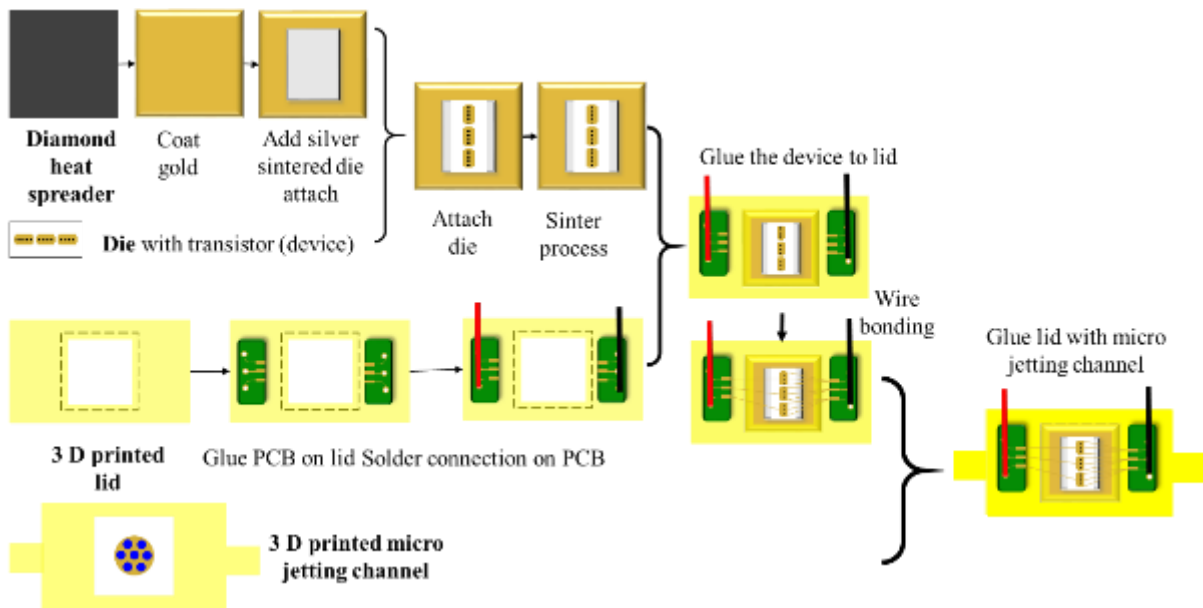 Diamond
heat
spreader
Coat
gold
Add silver
sintered die
attach
Die with transistor (device)
Attach
die
Sinter
process
Glue the device to lid
Wire
bonding
Glue lid with micro
jetting channel
3 D printed
lid
Glue PCB on lid Solder connection on PCB
3 D printed micro
jetting channel